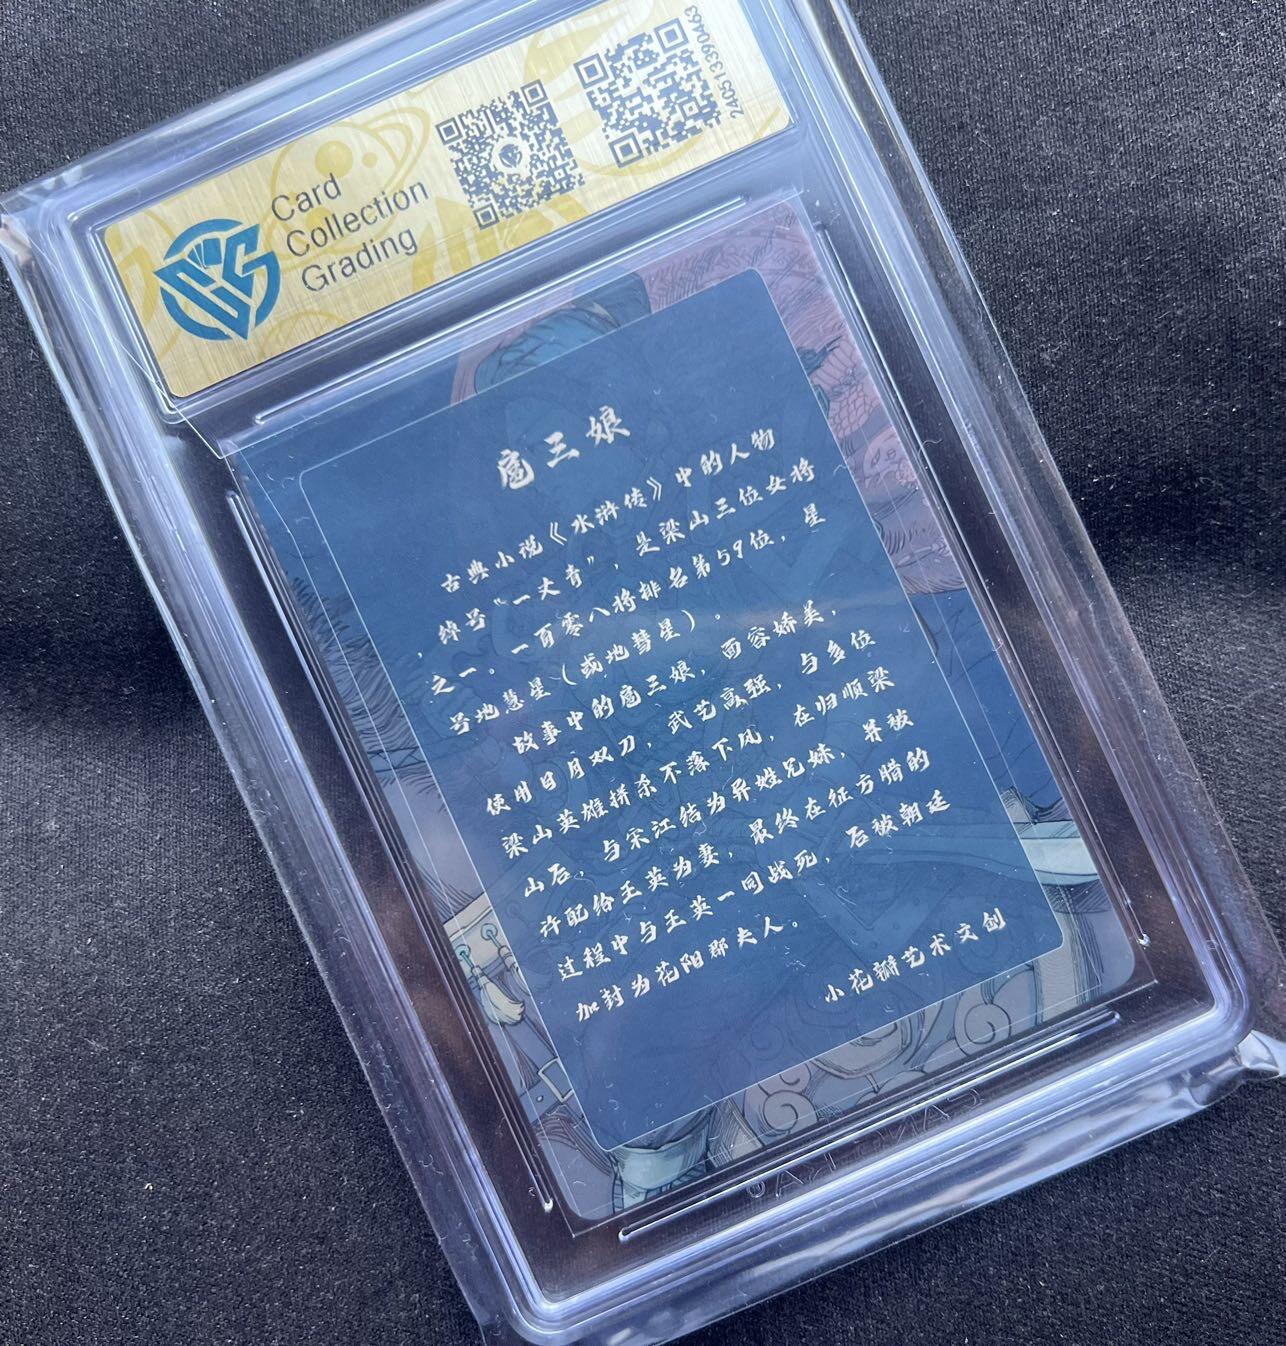 Card
Collection
Grading
240513390463
扈三娘
古典小说《水浒传》中的人物
，绰号“一丈青”，是梁山三位女将
之一。一百零八将排名第59位，星
号地慧星（或地彗星）。
故事中的扈三娘，面容娇美，
使用日月双刀，武艺高强，与多位
梁山英雄拼杀不落下风，在归顺梁
山后，与宋江结为异姓兄妹，并被
许配给王英为妻，最终在征方腊的
过程中与王英一同战死，后被朝廷
加封为花阳郡夫人。
小花瓣艺术文创